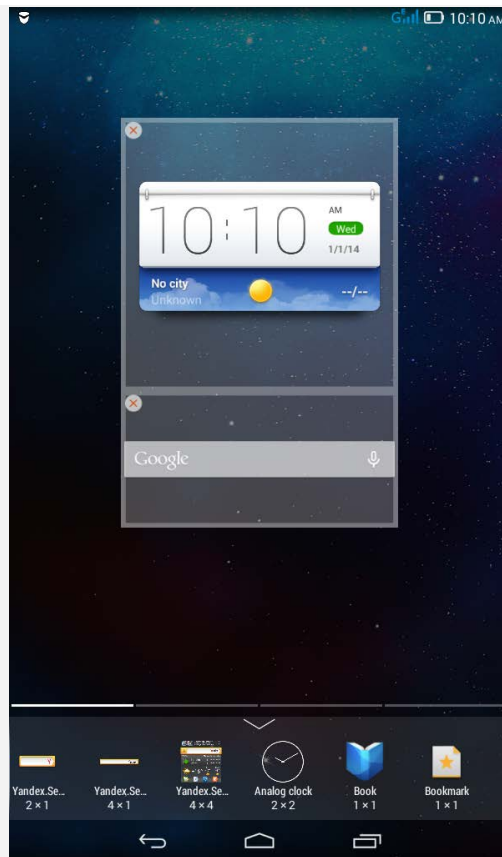 G 10:10 AM
10:10
AM
Wed
1/1/14
No city
Unknown
--/--
Google
Yandex.Se...
2 × 1
Yandex.Se...
4 × 1
Yandex.Se...
4 × 4
Analog clock
2 × 2
Book
1 × 1
Bookmark
1 × 1